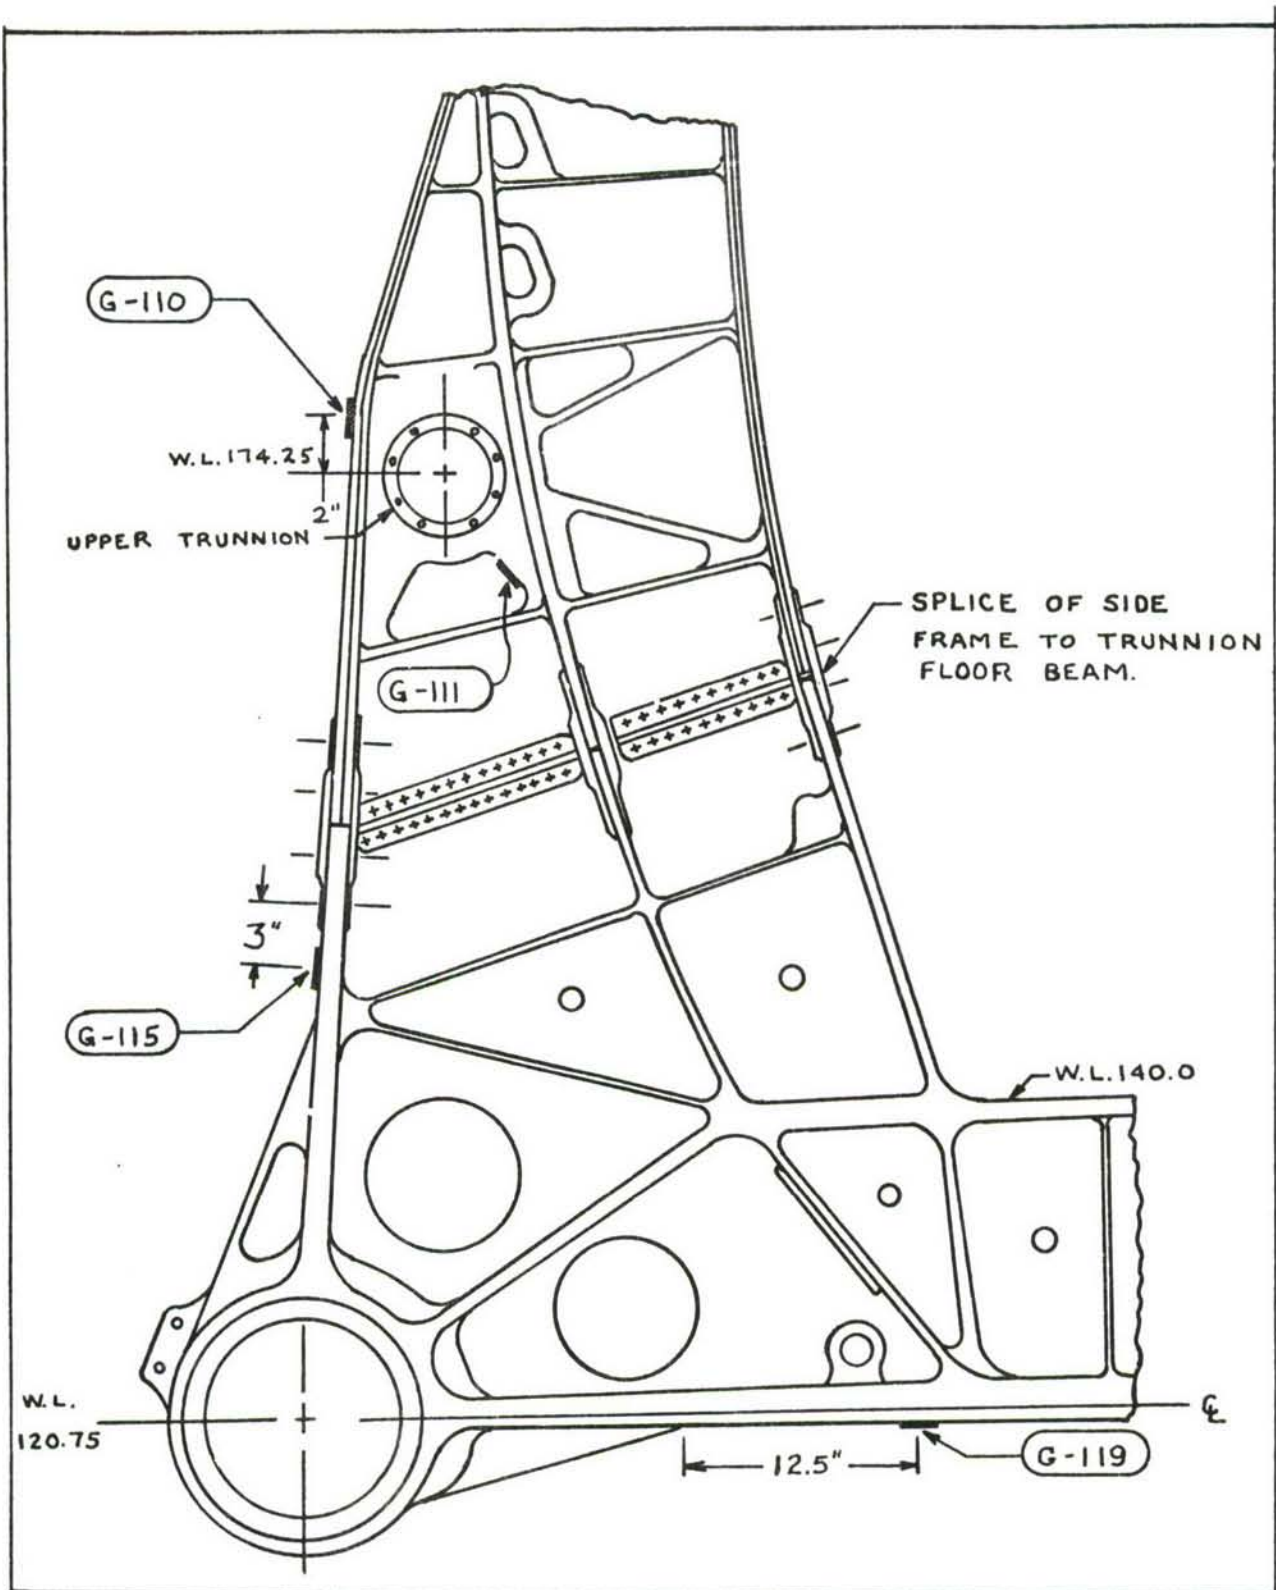 G-110
W.L.174.25
2"
UPPER TRUNNION
SPLICE OF SIDE
FRAME TO TRUNNION
FLOOR BEAM.
G-111
3"
G-115
W.L.140.0
W.L.
120.75
℄
12.5"
G-119